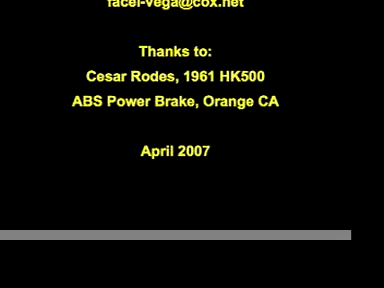 facel-vega@cox.net
Thanks to:
Cesar Rodes, 1961 HK500
ABS Power Brake, Orange CA
April 2007